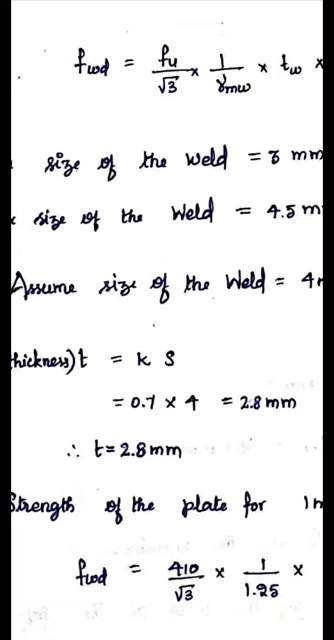 fwd = fu/√3 × 1/γmw × tw ×
size of the weld = 3 mm
size of the Weld = 4.5 m
Assume size of the Weld = 4
hickness) t = k S
= 0.7 × 4 = 2.8 mm
∴ t = 2.8 mm
Strength of the plate for 1
fwd = 410/√3 × 1/1.25 ×